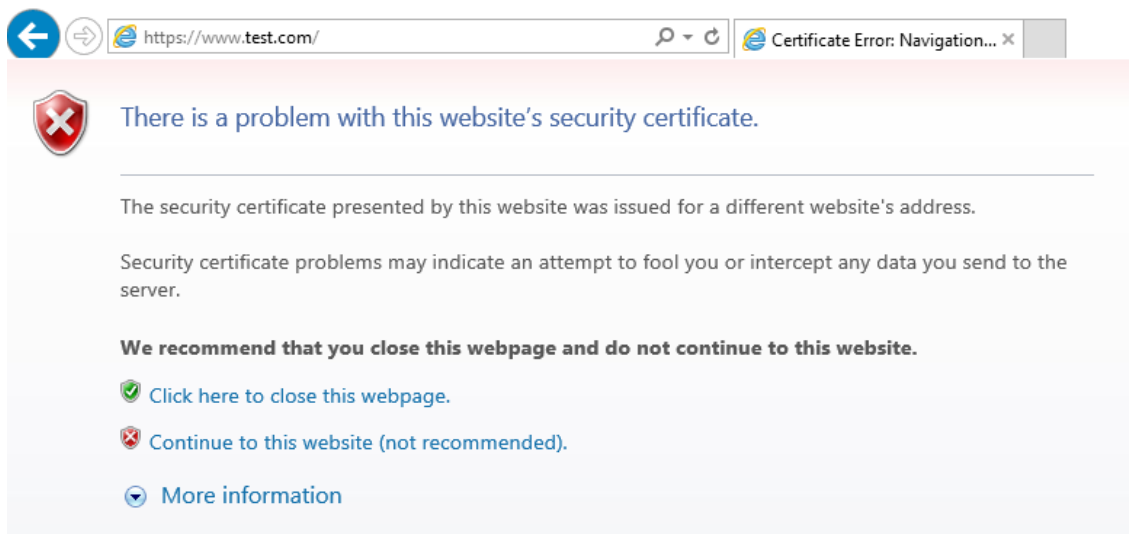 https://www.test.com/
Certificate Error: Navigation...
There is a problem with this website's security certificate.
The security certificate presented by this website was issued for a different website's address.
Security certificate problems may indicate an attempt to fool you or intercept any data you send to the
server.
We recommend that you close this webpage and do not continue to this website.
Click here to close this webpage.
Continue to this website (not recommended).
More information